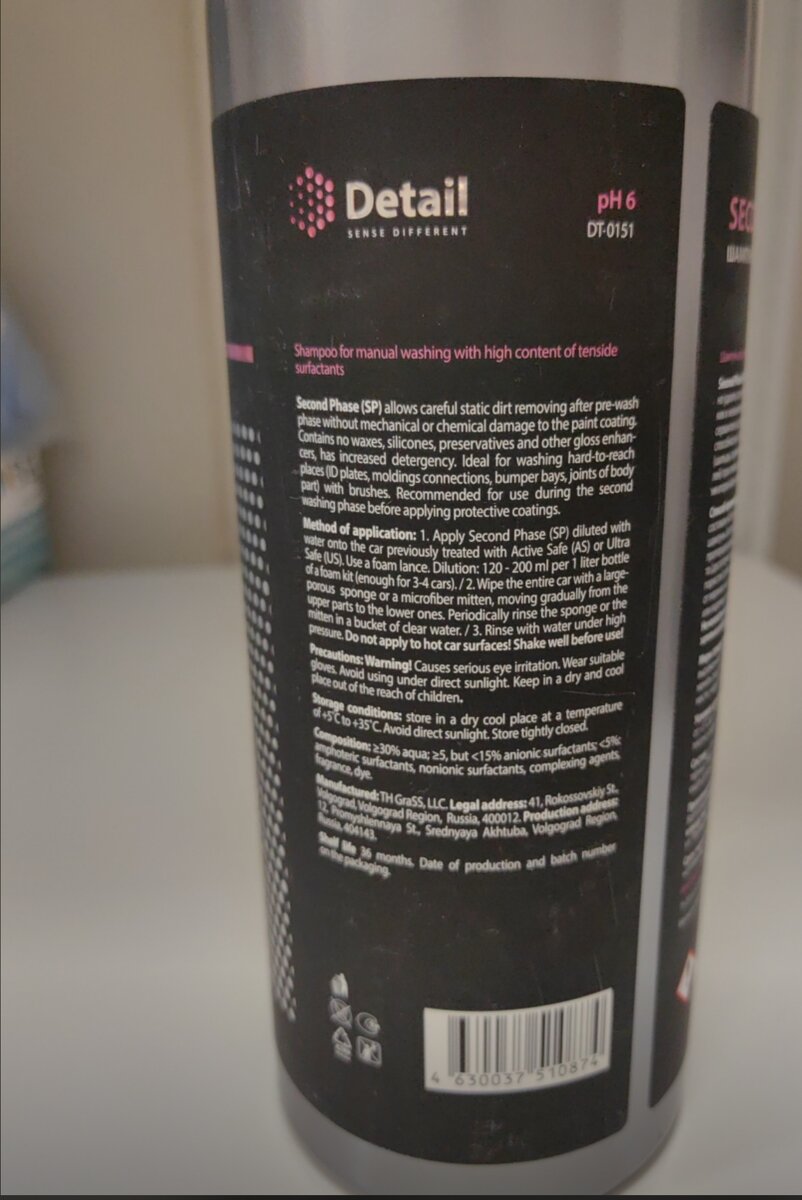 Detail
SENSE DIFFERENT
pH 6
DT-0151
Shampoo for manual washing with high content of tenside
surfactants
Second Phase (SP) allows careful static dirt removing after pre-wash
phase without mechanical or chemical damage to the paint coating.
Contains no waxes, silicones, preservatives and other gloss enhan-
cers, has increased detergency. Ideal for washing hard-to-reach
places (ID plates, moldings connections, bumper bays, joints of body
part) with brushes. Recommended for use during the second
washing phase before applying protective coatings.
Method of application: 1. Apply Second Phase (SP) diluted with
water onto the car previously treated with Active Safe (AS) or Ultra
Safe (US). Use a foam lance. Dilution: 120 - 200 ml per 1 liter bottle
of a foam kit (enough for 3-4 cars). / 2. Wipe the entire car with a large-
porous sponge or a microfiber mitten, moving gradually from the
upper parts to the lower ones. Periodically rinse the sponge or the
mitten in a bucket of clear water. / 3. Rinse with water under high
pressure. Do not apply to hot car surfaces! Shake well before use!
Precautions: Warning! Causes serious eye irritation. Wear suitable
gloves. Avoid using under direct sunlight. Keep in a dry and cool
place out of the reach of children.
Storage conditions: store in a dry cool place at a temperature
of +5°C to +35°C. Avoid direct sunlight. Store tightly closed.
Composition: ≥30% aqua; ≥5, but <15% anionic surfactants; <5%:
amphoteric surfactants, nonionic surfactants, complexing agents,
fragrance, dye.
Manufactured: TH GraSS, LLC. Legal address: 41, Rokossovskiy St.,
Volgograd, Volgograd Region, Russia, 400012. Production address:
12, Promyshlennaya St., Srednyaya Akhtuba, Volgograd Region,
Russia, 404143.
Shelf life 36 months. Date of production and batch number
on the packaging.
4 630037 510874
SEC